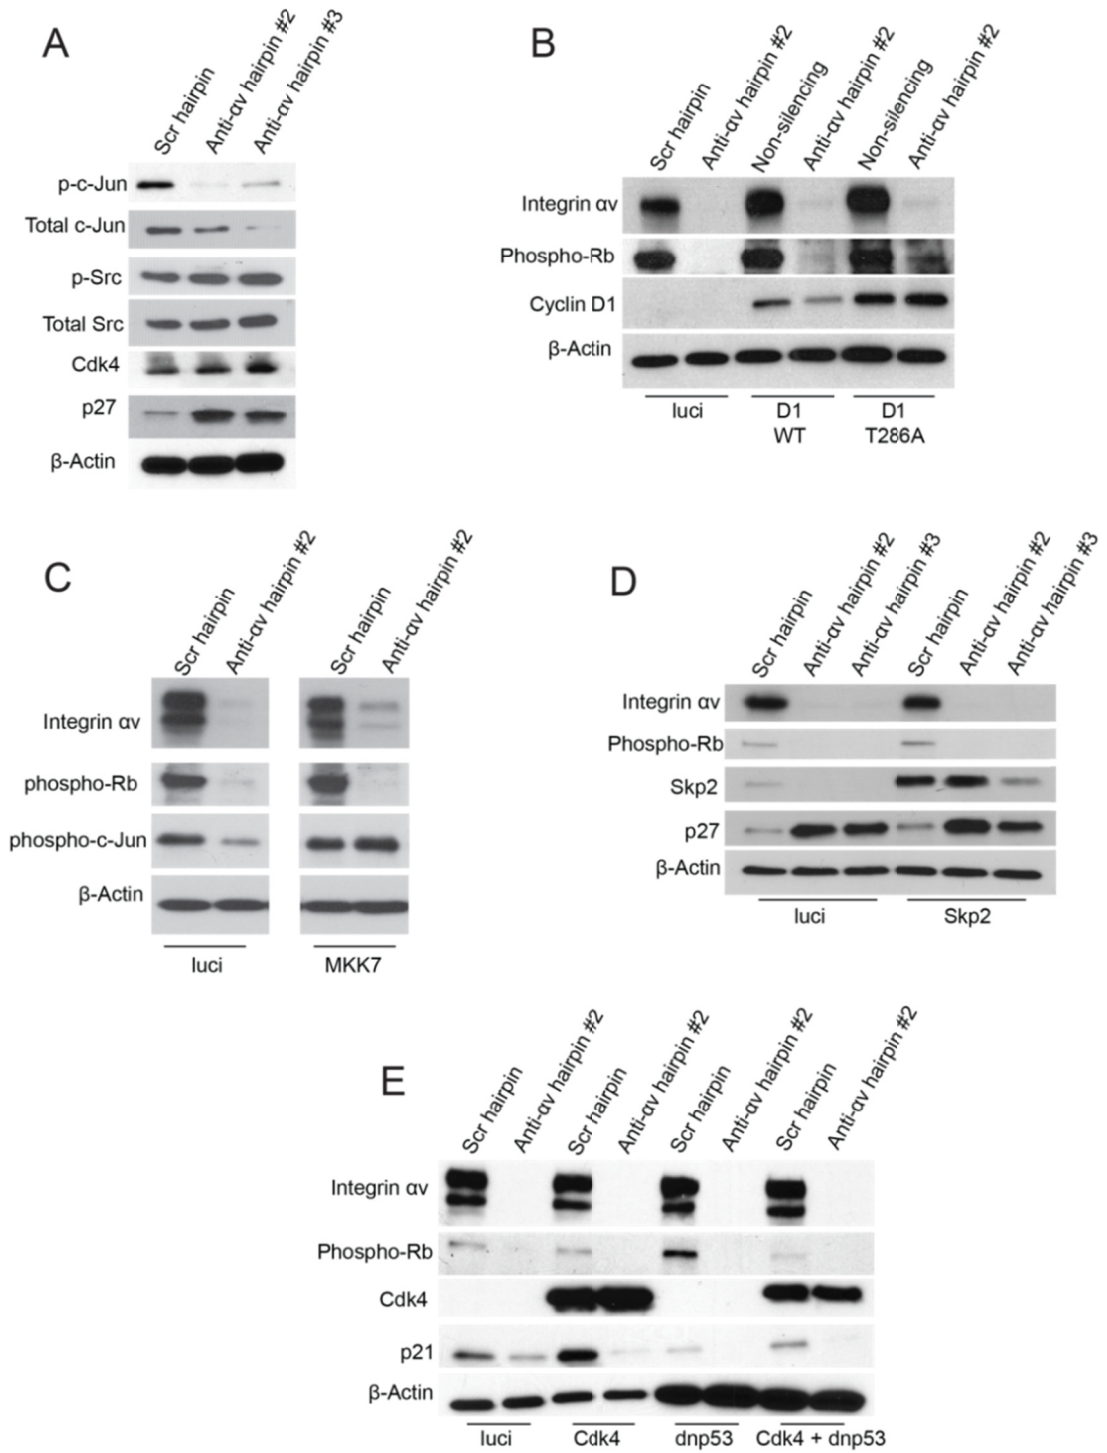 A
Scr hairpin
Anti-αv hairpin #2
Anti-αv hairpin #3
p-c-Jun
Total c-Jun
p-Src
Total Src
Cdk4
p27
β-Actin
B
Scr hairpin
Anti-αv hairpin #2
Non-silencing
Anti-αv hairpin #2
Non-silencing
Anti-αv hairpin #2
Integrin αv
Phospho-Rb
Cyclin D1
β-Actin
luci
D1
WT
D1
T286A
C
Scr hairpin
Anti-αv hairpin #2
Scr hairpin
Anti-αv hairpin #2
Integrin αv
phospho-Rb
phospho-c-Jun
β-Actin
luci
MKK7
D
Scr hairpin
Anti-αv hairpin #2
Anti-αv hairpin #3
Scr hairpin
Anti-αv hairpin #2
Anti-αv hairpin #3
Integrin αv
Phospho-Rb
Skp2
p27
β-Actin
luci
Skp2
E
Scr hairpin
Anti-αv hairpin #2
Scr hairpin
Anti-αv hairpin #2
Scr hairpin
Anti-αv hairpin #2
Scr hairpin
Anti-αv hairpin #2
Integrin αv
Phospho-Rb
Cdk4
p21
β-Actin
luci
Cdk4
dnp53
Cdk4 + dnp53